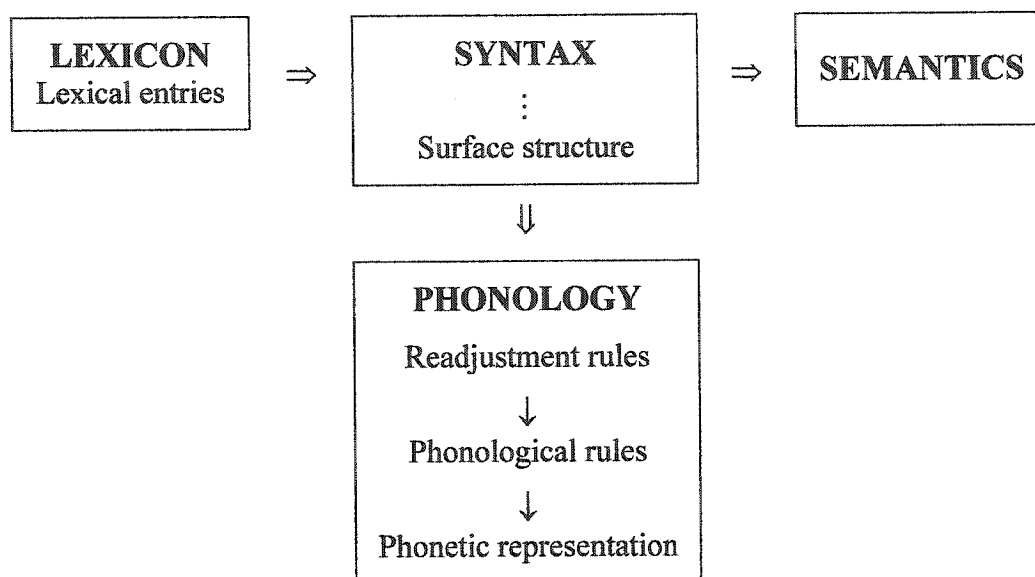 LEXICON
Lexical entries
⇒
SYNTAX
⋮
Surface structure
⇒
SEMANTICS
⇓
PHONOLOGY
Readjustment rules
↓
Phonological rules
↓
Phonetic representation